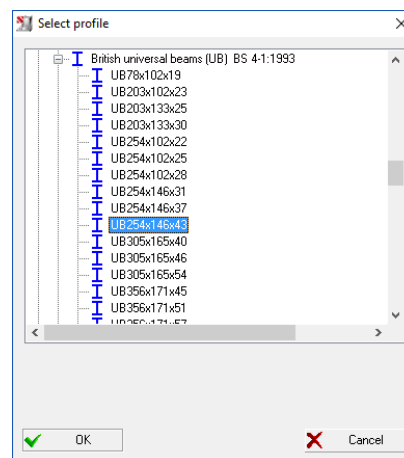 Select profile
British universal beams (UB) BS 4-1:1993
UB78x102x19
UB203x102x23
UB203x133x25
UB203x133x30
UB254x102x22
UB254x102x25
UB254x102x28
UB254x146x31
UB254x146x37
UB254x146x43
UB305x165x40
UB305x165x46
UB305x165x54
UB356x171x45
UB356x171x51
UB356x171x57
OK
Cancel